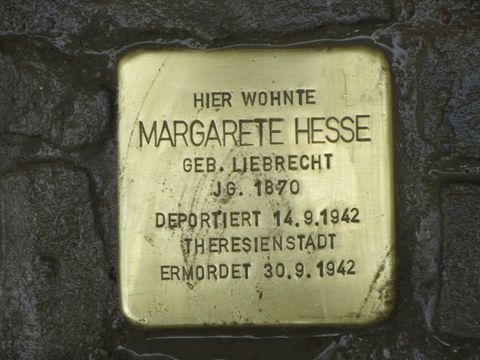 HIER WOHNTE
MARGARETE HESSE
GEB. LIEBRECHT
JG. 1870
DEPORTIERT 14.9.1942
THERESIENSTADT
ERMORDET 30.9.1942